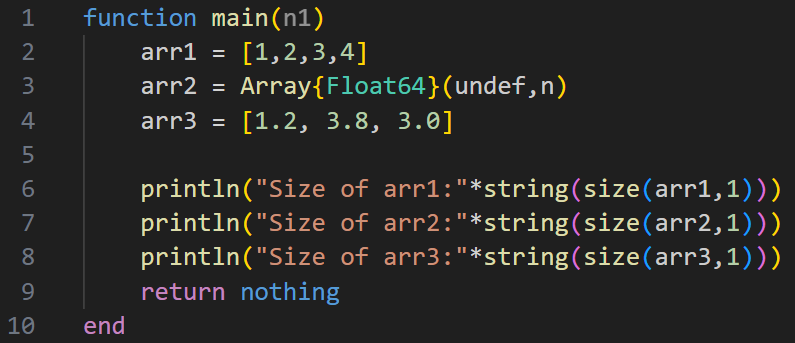 1 function main(n1)
2 arr1 = [1,2,3,4]
3 arr2 = Array{Float64}(undef,n)
4 arr3 = [1.2, 3.8, 3.0]
5
6 println("Size of arr1:"*string(size(arr1,1)))
7 println("Size of arr2:"*string(size(arr2,1)))
8 println("Size of arr3:"*string(size(arr3,1)))
9 return nothing
10 end